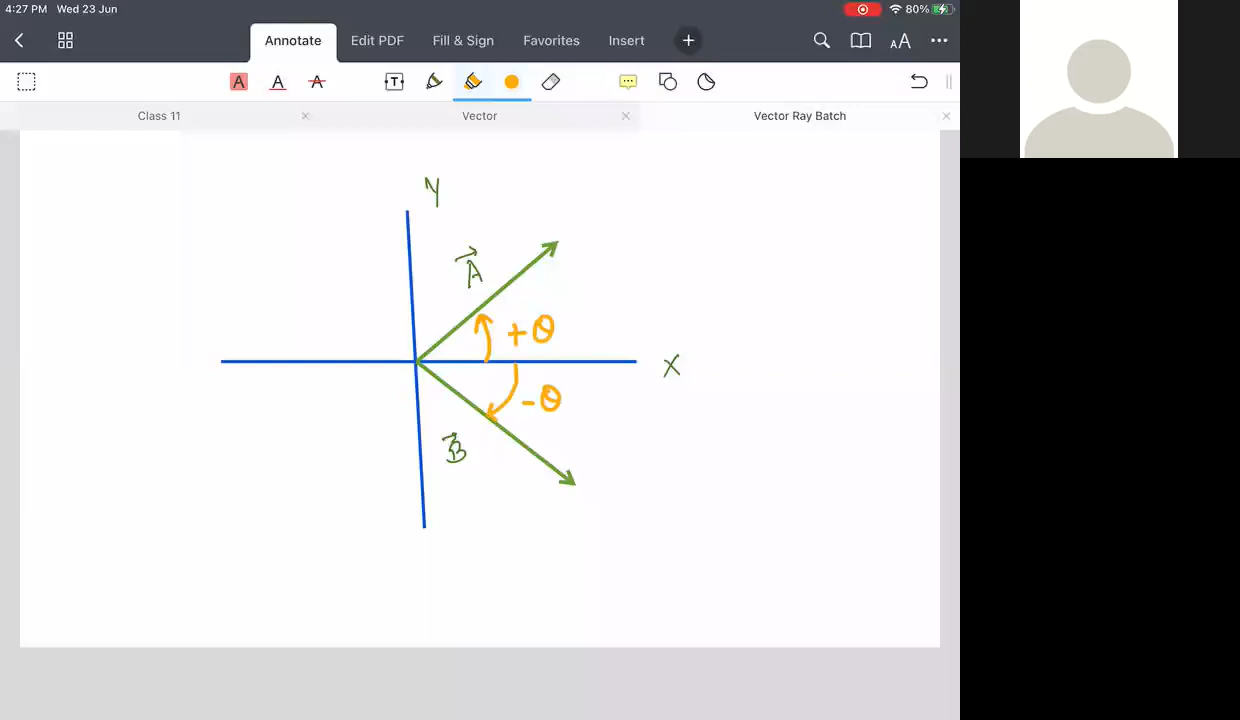 4:27 PM Wed 23 Jun 80%
Annotate Edit PDF Fill & Sign Favorites Insert + AA
A A A T
Class 11 × Vector × Vector Ray Batch ×
Y
A⃗
+θ
X
-θ
B⃗